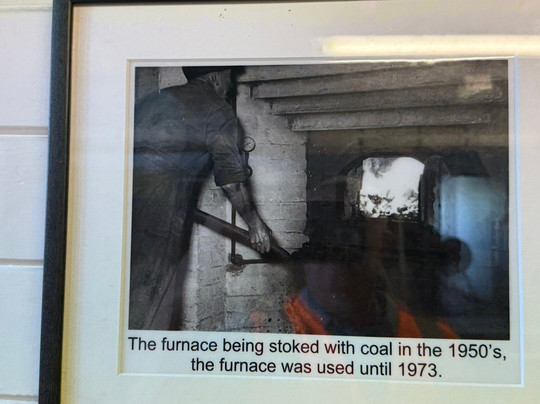 The furnace being stoked with coal in the 1950's,
the furnace was used until 1973.